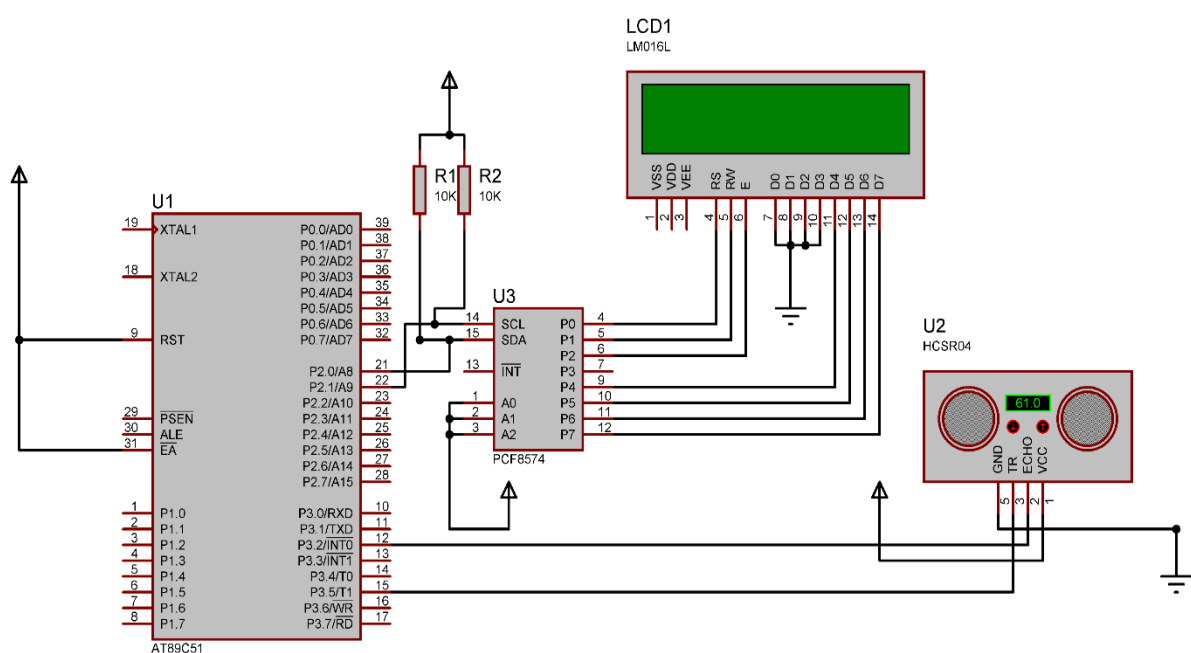 LCD1
LM016L
VSS
VDD
VEE
RS
RW
E
D0
D1
D2
D3
D4
D5
D6
D7
1
2
3
4
5
6
7
8
9
10
11
12
13
14
R1
10K
R2
10K
U1
19 XTAL1
18 XTAL2
9 RST
29 PSEN
30 ALE
31 EA
1 P1.0
2 P1.1
3 P1.2
4 P1.3
5 P1.4
6 P1.5
7 P1.6
8 P1.7
P0.0/AD0 39
P0.1/AD1 38
P0.2/AD2 37
P0.3/AD3 36
P0.4/AD4 35
P0.5/AD5 34
P0.6/AD6 33
P0.7/AD7 32
P2.0/A8 21
P2.1/A9 22
P2.2/A10 23
P2.3/A11 24
P2.4/A12 25
P2.5/A13 26
P2.6/A14 27
P2.7/A15 28
P3.0/RXD 10
P3.1/TXD 11
P3.2/INT0 12
P3.3/INT1 13
P3.4/T0 14
P3.5/T1 15
P3.6/WR 16
P3.7/RD 17
AT89C51
U3
14 SCL
15 SDA
13 INT
1 A0
2 A1
3 A2
P0 4
P1 5
P2 6
P3 7
P4 9
P5 10
P6 11
P7 12
PCF8574
U2
HCSR04
61.0
GND
TR
ECHO
VCC
5
3
2
1